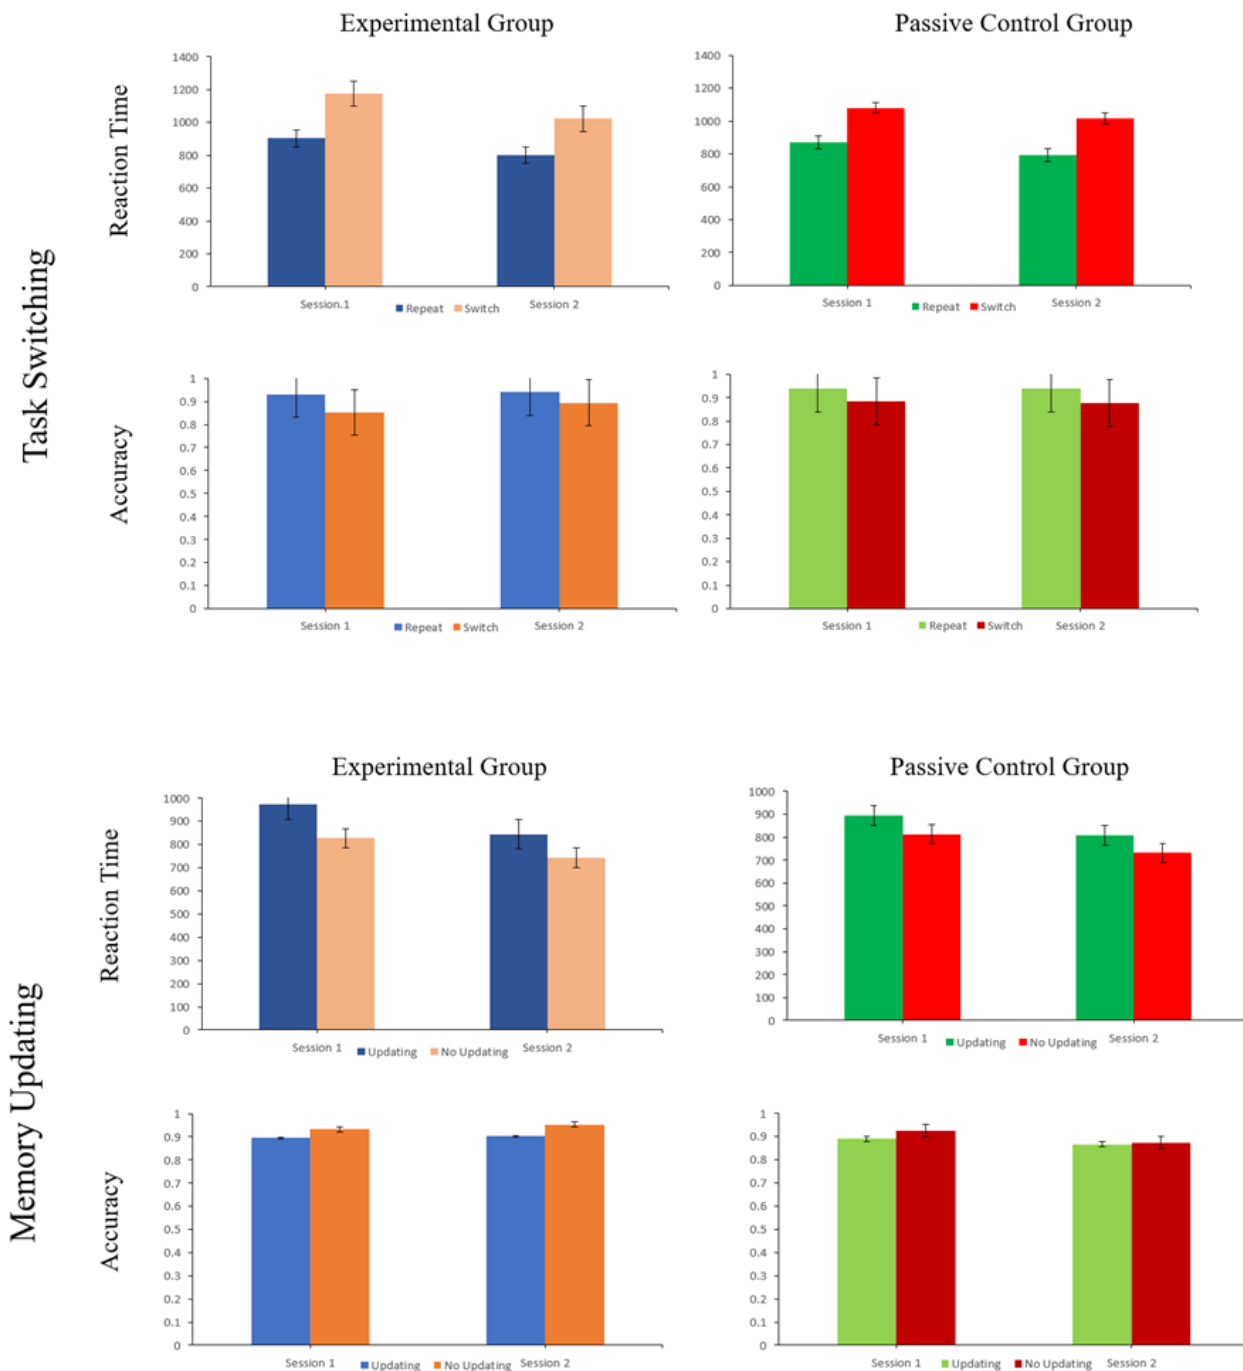 Experimental Group
Passive Control Group
Task Switching
Reaction Time
1400
1200
1000
800
600
400
200
0
Session.1
Session 2
Repeat Switch
1400
1200
1000
800
600
400
200
0
Session 1
Session 2
Repeat Switch
Accuracy
1
0.9
0.8
0.7
0.6
0.5
0.4
0.3
0.2
0.1
0
Session 1
Session 2
Repeat Switch
1
0.9
0.8
0.7
0.6
0.5
0.4
0.3
0.2
0.1
0
Session 1
Session 2
Repeat Switch
Experimental Group
Passive Control Group
Memory Updating
Reaction Time
1000
900
800
700
600
500
400
300
200
100
0
Session 1
Session 2
Updating No Updating
1000
900
800
700
600
500
400
300
200
100
0
Session 1
Session 2
Updating No Updating
Accuracy
1
0.9
0.8
0.7
0.6
0.5
0.4
0.3
0.2
0.1
0
Session 1
Session 2
Updating No Updating
1
0.9
0.8
0.7
0.6
0.5
0.4
0.3
0.2
0.1
0
Session 1
Session 2
Updating No Updating